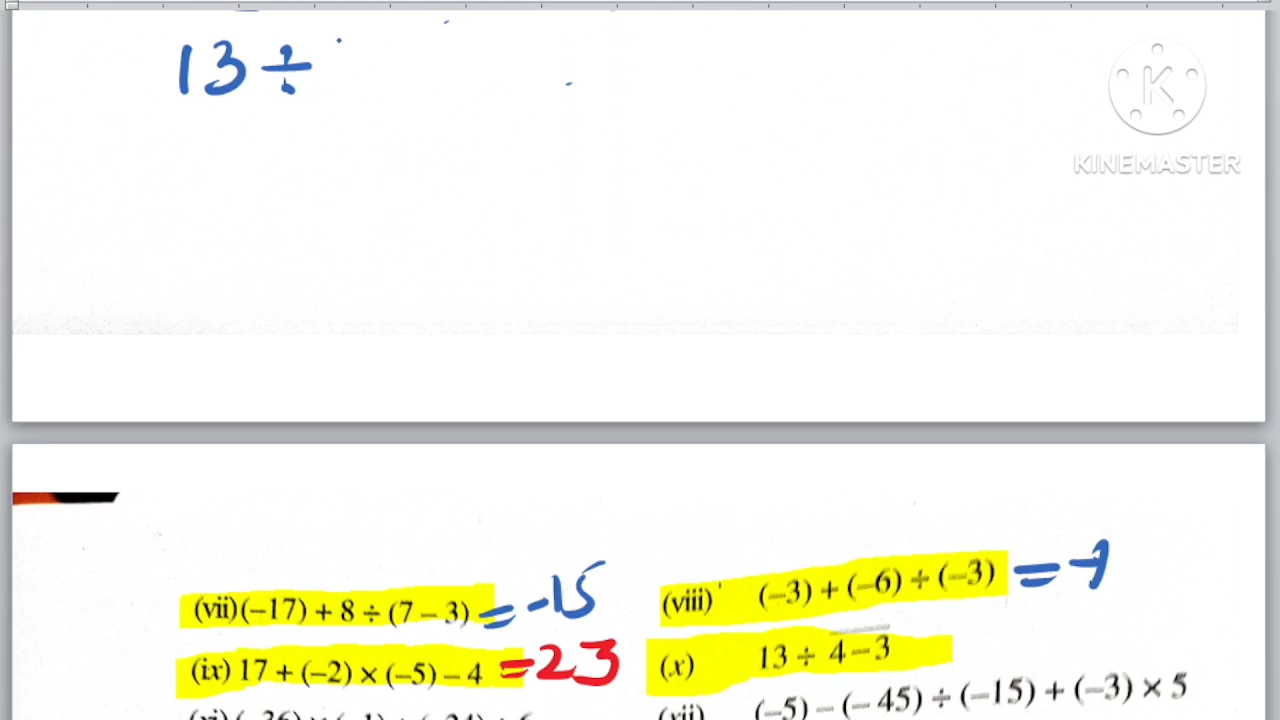 13 ÷
K
KINEMASTER
(vii) (–17) + 8 ÷ (7 – 3) = -15
(viii) (–3) + (–6) ÷ (–3) = -1
(ix) 17 + (–2) × (–5) – 4 = 23
(x) 13 ÷ 4̅ ̅–̅ ̅3̅
(xii) (–5) – (– 45) ÷ (–15) + (–3) × 5